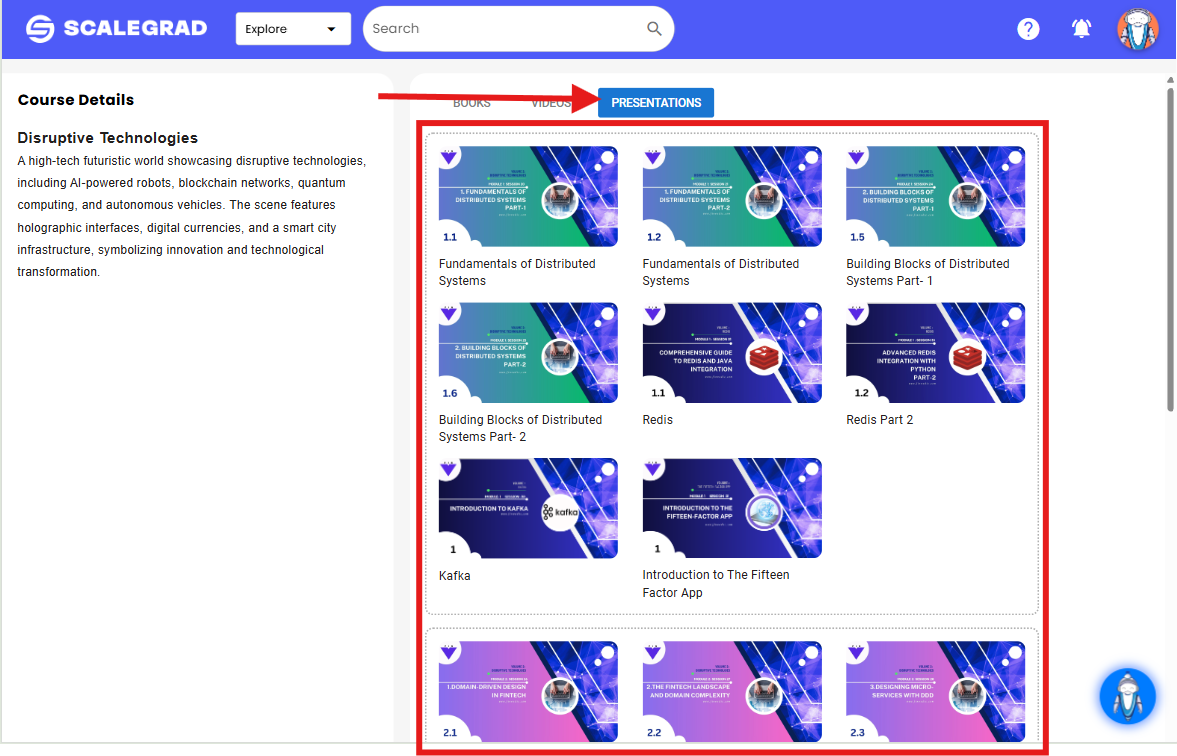 SCALEGRAD
Explore
Search
?
Course Details
BOOKS VIDEOS PRESENTATIONS
Disruptive Technologies
A high-tech futuristic world showcasing disruptive technologies,
including AI-powered robots, blockchain networks, quantum
computing, and autonomous vehicles. The scene features
holographic interfaces, digital currencies, and a smart city
infrastructure, symbolizing innovation and technological
transformation.
1. FUNDAMENTALS OF
DISTRIBUTED SYSTEMS
PART-1
1.1
Fundamentals of Distributed
Systems
1. FUNDAMENTALS OF
DISTRIBUTED SYSTEMS
PART-2
1.2
Fundamentals of Distributed
Systems
2. BUILDING BLOCKS OF
DISTRIBUTED SYSTEMS
PART-1
1.5
Building Blocks of Distributed
Systems Part- 1
2. BUILDING BLOCKS OF
DISTRIBUTED SYSTEMS
PART-2
1.6
Building Blocks of Distributed
Systems Part- 2
COMPREHENSIVE GUIDE
TO REDIS AND JAVA
INTEGRATION
1.1
Redis
ADVANCED REDIS
INTEGRATION WITH
PYTHON
PART-2
1.2
Redis Part 2
INTRODUCTION TO KAFKA
kafka
1
Kafka
INTRODUCTION TO THE
FIFTEEN-FACTOR APP
1
Introduction to The Fifteen
Factor App
1.DOMAIN-DRIVEN DESIGN
IN FINTECH
2.1
2.THE FINTECH LANDSCAPE
AND DOMAIN COMPLEXITY
2.2
3.DESIGNING MICRO-
SERVICES WITH DDD
2.3